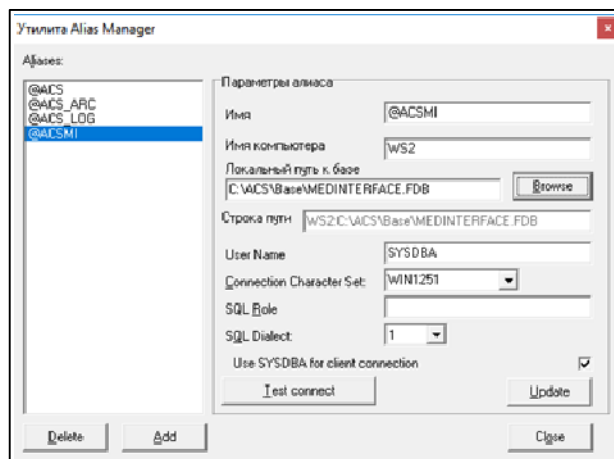 Утилита Alias Manager
Aliases:
@ACS
@ACS_ARC
@ACS_LOG
@ACSMI
Параметры алиаса
Имя @ACSMI
Имя компьютера WS2
Локальный путь к базе
C:\ACS\Base\MEDINTERFACE.FDB Browse
Строка пути WS2:C:\ACS\Base\MEDINTERFACE.FDB
User Name SYSDBA
Connection Character Set: WIN1251
SQL Role
SQL Dialect: 1
Use SYSDBA for client connection
Test connect Update
Delete Add Close